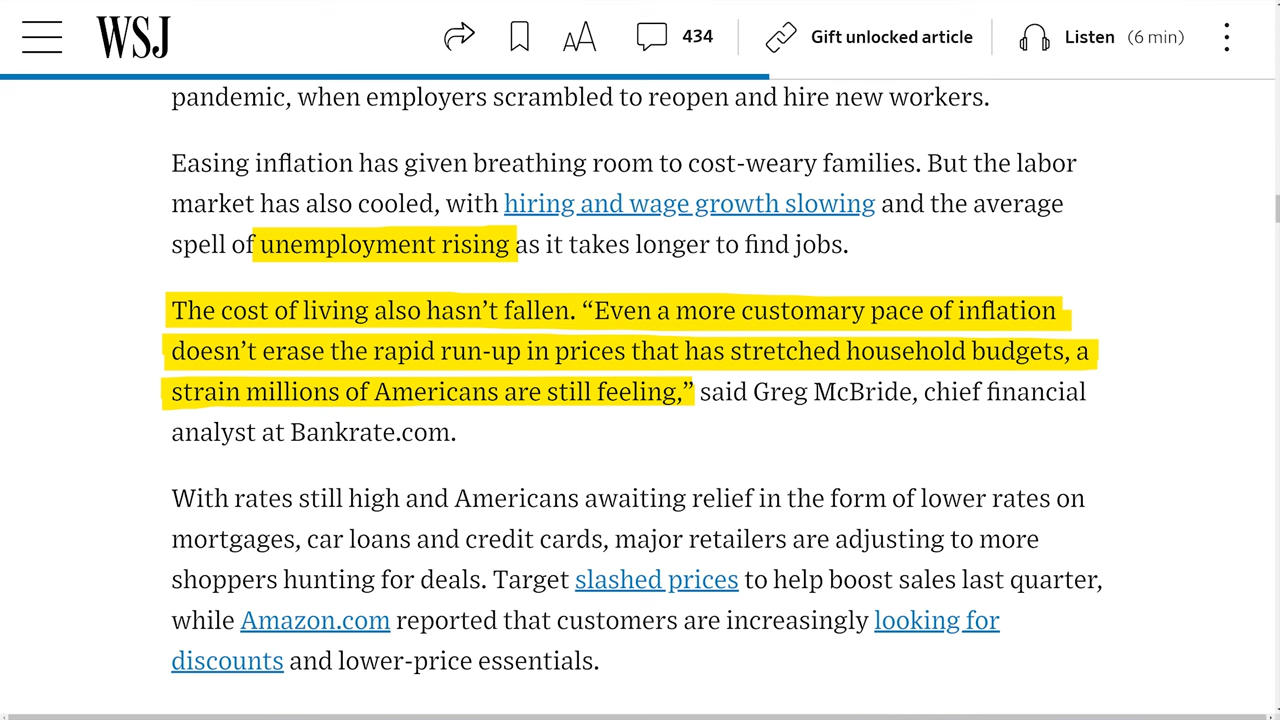 WSJ
434
Gift unlocked article
Listen (6 min)
pandemic, when employers scrambled to reopen and hire new workers.
Easing inflation has given breathing room to cost-weary families. But the labor
market has also cooled, with hiring and wage growth slowing and the average
spell of unemployment rising as it takes longer to find jobs.
The cost of living also hasn’t fallen. “Even a more customary pace of inflation
doesn’t erase the rapid run-up in prices that has stretched household budgets, a
strain millions of Americans are still feeling,” said Greg McBride, chief financial
analyst at Bankrate.com.
With rates still high and Americans awaiting relief in the form of lower rates on
mortgages, car loans and credit cards, major retailers are adjusting to more
shoppers hunting for deals. Target slashed prices to help boost sales last quarter,
while Amazon.com reported that customers are increasingly looking for
discounts and lower-price essentials.